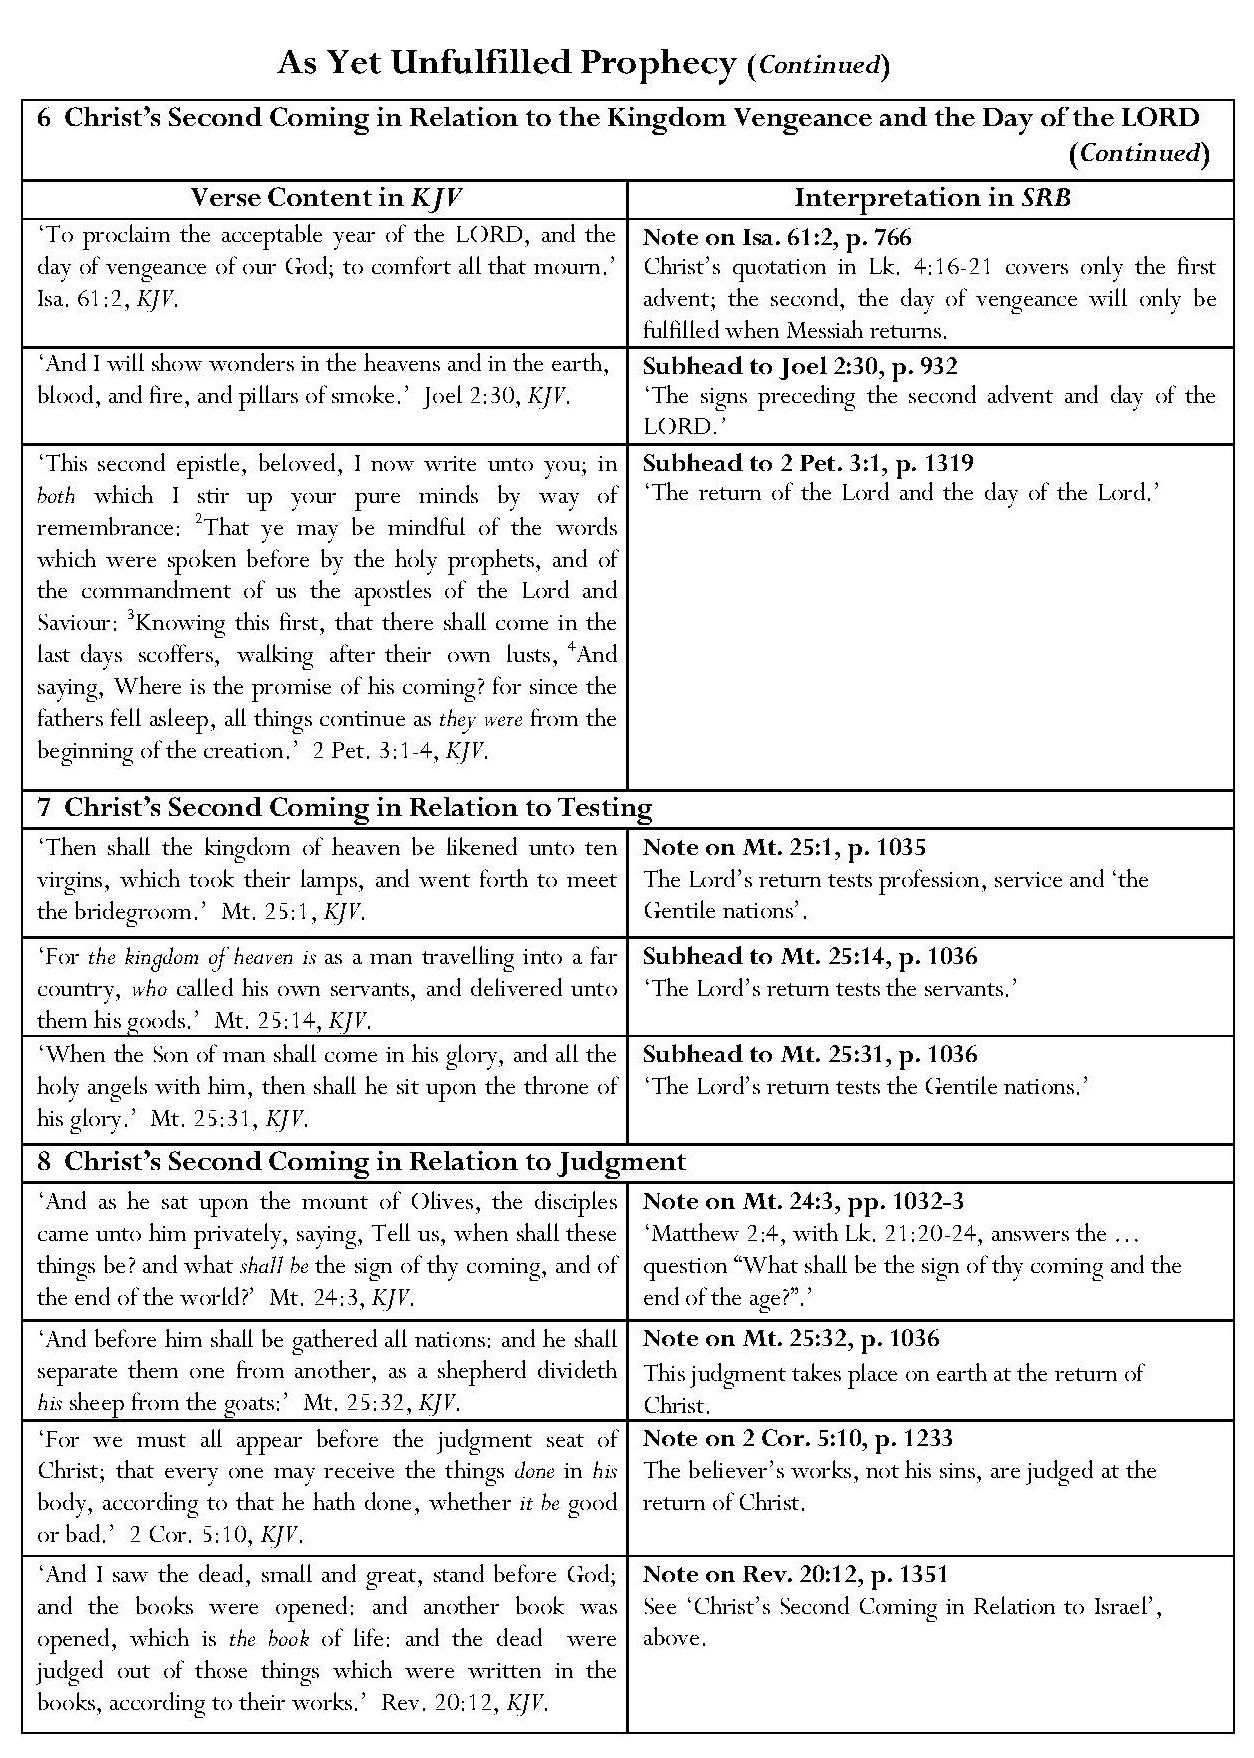 As Yet Unfulfilled Prophecy (Continued)
6 Christ’s Second Coming in Relation to the Kingdom Vengeance and the Day of the LORD
(Continued)
Verse Content in KJV
Interpretation in SRB
‘To proclaim the acceptable year of the LORD, and the
day of vengeance of our God; to comfort all that mourn.’
Isa. 61:2, KJV.
Note on Isa. 61:2, p. 766
Christ’s quotation in Lk. 4:16-21 covers only the first
advent; the second, the day of vengeance will only be
fulfilled when Messiah returns.
‘And I will show wonders in the heavens and in the earth,
blood, and fire, and pillars of smoke.’ Joel 2:30, KJV.
Subhead to Joel 2:30, p. 932
‘The signs preceding the second advent and day of the
LORD.’
‘This second epistle, beloved, I now write unto you; in
both which I stir up your pure minds by way of
remembrance: 2That ye may be mindful of the words
which were spoken before by the holy prophets, and of
the commandment of us the apostles of the Lord and
Saviour: 3Knowing this first, that there shall come in the
last days scoffers, walking after their own lusts, 4And
saying, Where is the promise of his coming? for since the
fathers fell asleep, all things continue as they were from the
beginning of the creation.’ 2 Pet. 3:1-4, KJV.
Subhead to 2 Pet. 3:1, p. 1319
‘The return of the Lord and the day of the Lord.’
7 Christ’s Second Coming in Relation to Testing
‘Then shall the kingdom of heaven be likened unto ten
virgins, which took their lamps, and went forth to meet
the bridegroom.’ Mt. 25:1, KJV.
Note on Mt. 25:1, p. 1035
The Lord’s return tests profession, service and ‘the
Gentile nations’.
‘For the kingdom of heaven is as a man travelling into a far
country, who called his own servants, and delivered unto
them his goods.’ Mt. 25:14, KJV.
Subhead to Mt. 25:14, p. 1036
‘The Lord’s return tests the servants.’
‘When the Son of man shall come in his glory, and all the
holy angels with him, then shall he sit upon the throne of
his glory.’ Mt. 25:31, KJV.
Subhead to Mt. 25:31, p. 1036
‘The Lord’s return tests the Gentile nations.’
8 Christ’s Second Coming in Relation to Judgment
‘And as he sat upon the mount of Olives, the disciples
came unto him privately, saying, Tell us, when shall these
things be? and what shall be the sign of thy coming, and of
the end of the world?’ Mt. 24:3, KJV.
Note on Mt. 24:3, pp. 1032-3
‘Matthew 2:4, with Lk. 21:20-24, answers the …
question “What shall be the sign of thy coming and the
end of the age?”.’
‘And before him shall be gathered all nations: and he shall
separate them one from another, as a shepherd divideth
his sheep from the goats:’ Mt. 25:32, KJV.
Note on Mt. 25:32, p. 1036
This judgment takes place on earth at the return of
Christ.
‘For we must all appear before the judgment seat of
Christ; that every one may receive the things done in his
body, according to that he hath done, whether it be good
or bad.’ 2 Cor. 5:10, KJV.
Note on 2 Cor. 5:10, p. 1233
The believer’s works, not his sins, are judged at the
return of Christ.
‘And I saw the dead, small and great, stand before God;
and the books were opened: and another book was
opened, which is the book of life: and the dead were
judged out of those things which were written in the
books, according to their works.’ Rev. 20:12, KJV.
Note on Rev. 20:12, p. 1351
See ‘Christ’s Second Coming in Relation to Israel’,
above.